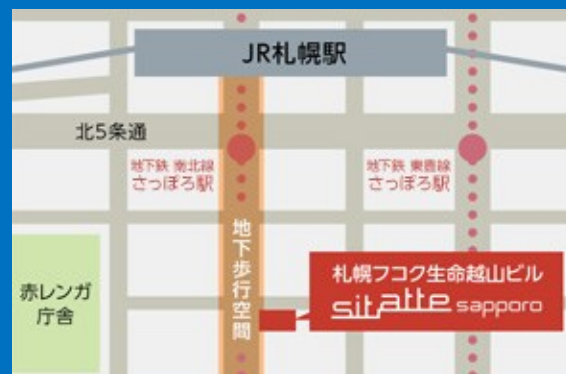 JR札幌駅
北5条通
地下鉄 南北線
さっぽろ駅
地下鉄 東豊線
さっぽろ駅
地下歩行空間
赤レンガ
庁舎
札幌フコク生命越山ビル
sitatte sapporo